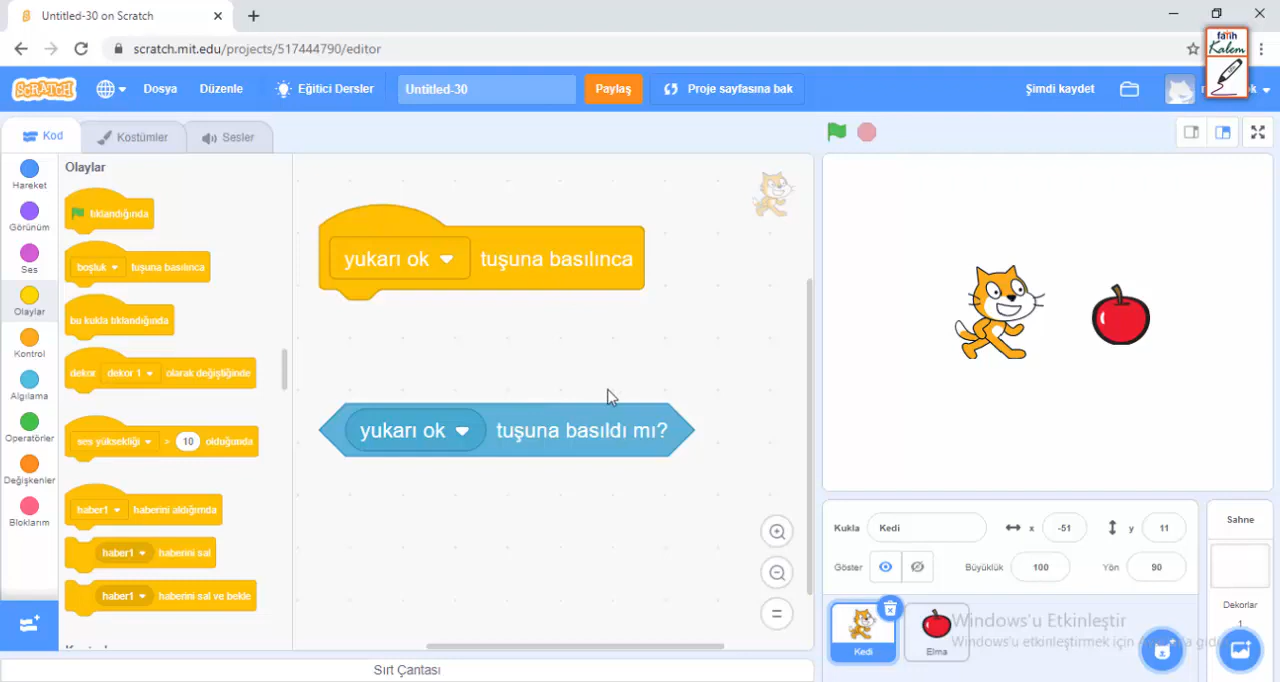 Untitled-30 on Scratch
scratch.mit.edu/projects/517444790/editor
fatih
Kalem
SCRATCH
Dosya
Düzenle
Eğitici Dersler
Untitled-30
Paylaş
Proje sayfasına bak
Şimdi kaydet
Kod
Kostümler
Sesler
Hareket
Görünüm
Ses
Olaylar
Kontrol
Algılama
Operatörler
Değişkenler
Bloklarım
Olaylar
tıklandığında
boşluk tuşuna basılınca
bu kukla tıklandığında
dekor dekor 1 olarak değiştiğinde
ses yüksekliği > 10 olduğunda
haber1 haberini aldığımda
haber1 haberini sal
haber1 haberini sal ve bekle
yukarı ok tuşuna basılınca
yukarı ok tuşuna basıldı mı?
Sırt Çantası
Kukla Kedi x -51 y 11
Göster Büyüklük 100 Yön 90
Kedi
Elma
Sahne
Dekorlar
1
Windows'u Etkinleştir
Windows'u etkinleştirmek için